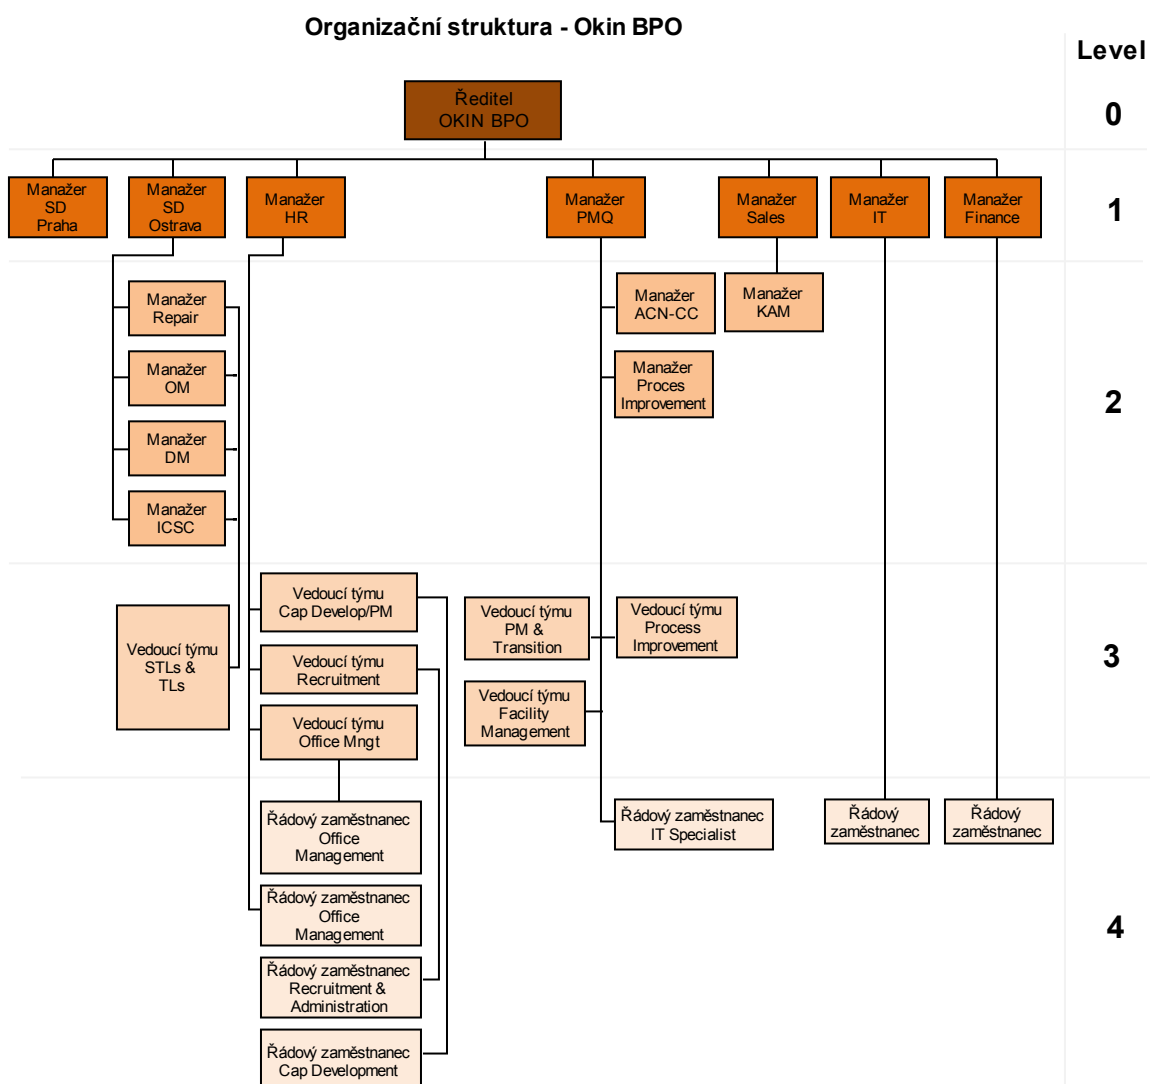 Organizační struktura - Okin BPO
Level
Ředitel
OKIN BPO
0
Manažer
SD
Praha
Manažer
SD
Ostrava
Manažer
HR
Manažer
PMQ
Manažer
Sales
Manažer
IT
Manažer
Finance
1
Manažer
Repair
Manažer
OM
Manažer
DM
Manažer
ICSC
Manažer
ACN-CC
Manažer
Proces
Improvement
Manažer
KAM
2
Vedoucí týmu
STLs &
TLs
Vedoucí týmu
Cap Develop/PM
Vedoucí týmu
Recruitment
Vedoucí týmu
Office Mngt
Vedoucí týmu
PM &
Transition
Vedoucí týmu
Process
Improvement
Vedoucí týmu
Facility
Management
3
Řádový zaměstnanec
Office
Management
Řádový zaměstnanec
Office
Management
Řádový zaměstnanec
Recruitment &
Administration
Řádový zaměstnanec
Cap Development
Řádový zaměstnanec
IT Specialist
Řádový
zaměstnanec
Řádový
zaměstnanec
4